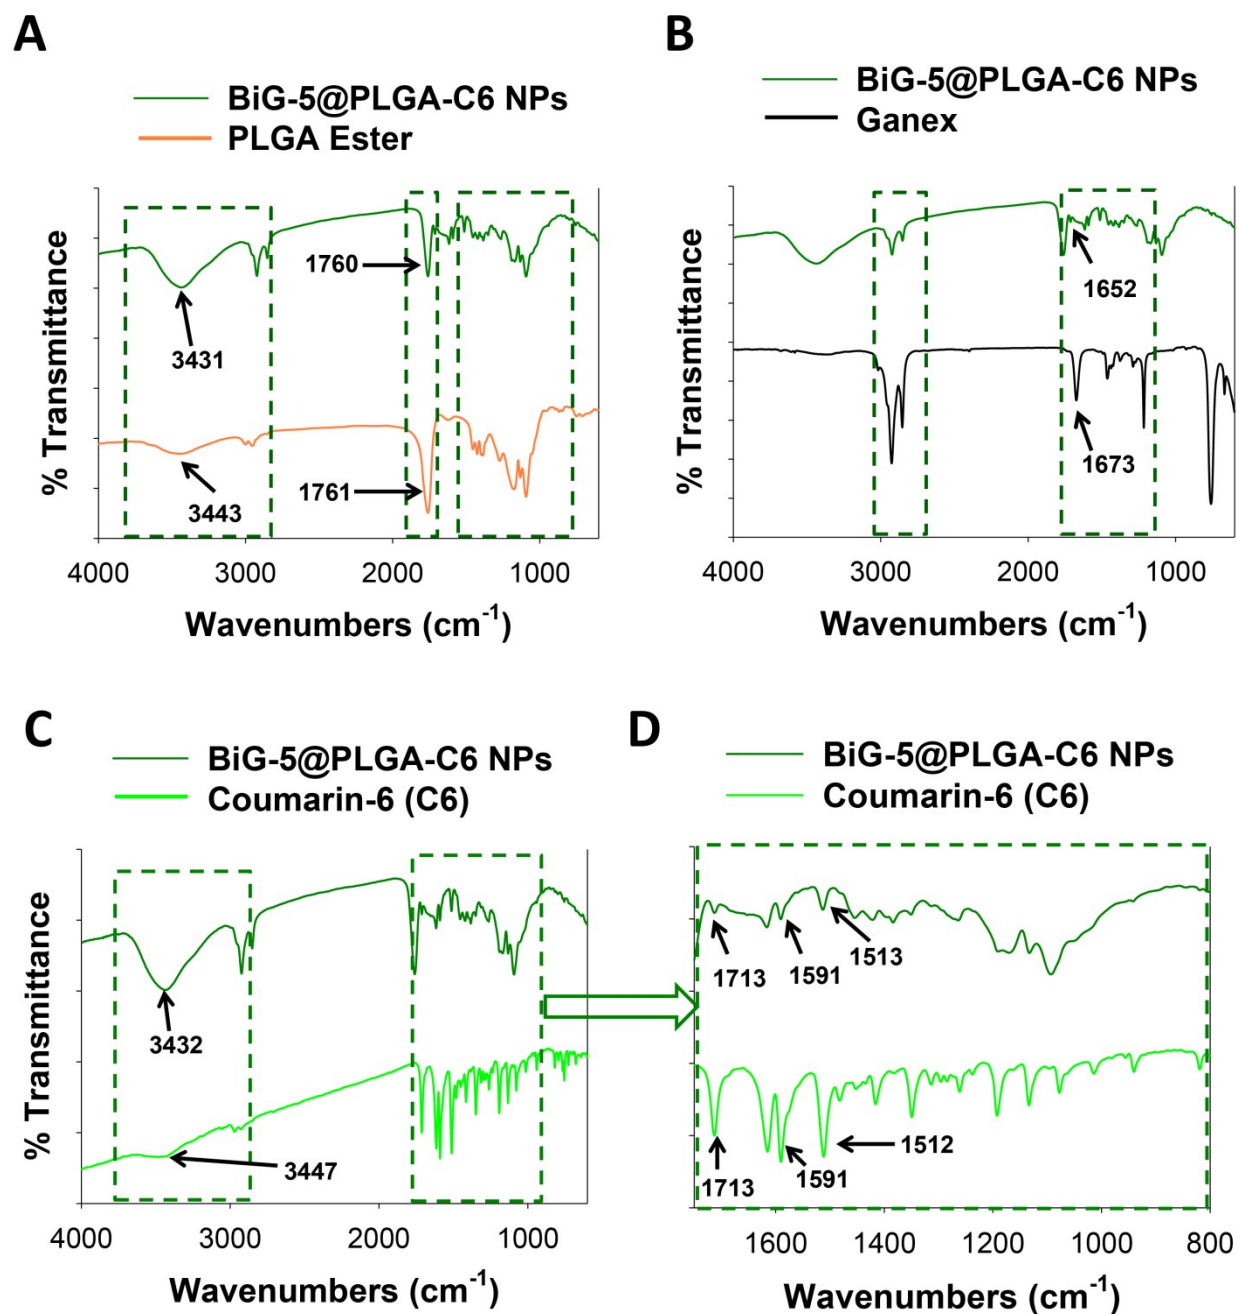 A
BiG-5@PLGA-C6 NPs
PLGA Ester
% Transmittance
1760
3431
1761
3443
4000 3000 2000 1000
Wavenumbers (cm-1)
B
BiG-5@PLGA-C6 NPs
Ganex
% Transmittance
1652
1673
4000 3000 2000 1000
Wavenumbers (cm-1)
C
BiG-5@PLGA-C6 NPs
Coumarin-6 (C6)
% Transmittance
3432
3447
4000 3000 2000 1000
Wavenumbers (cm-1)
D
BiG-5@PLGA-C6 NPs
Coumarin-6 (C6)
1713 1591 1513
1713 1591 1512
1600 1400 1200 1000 800
Wavenumbers (cm-1)